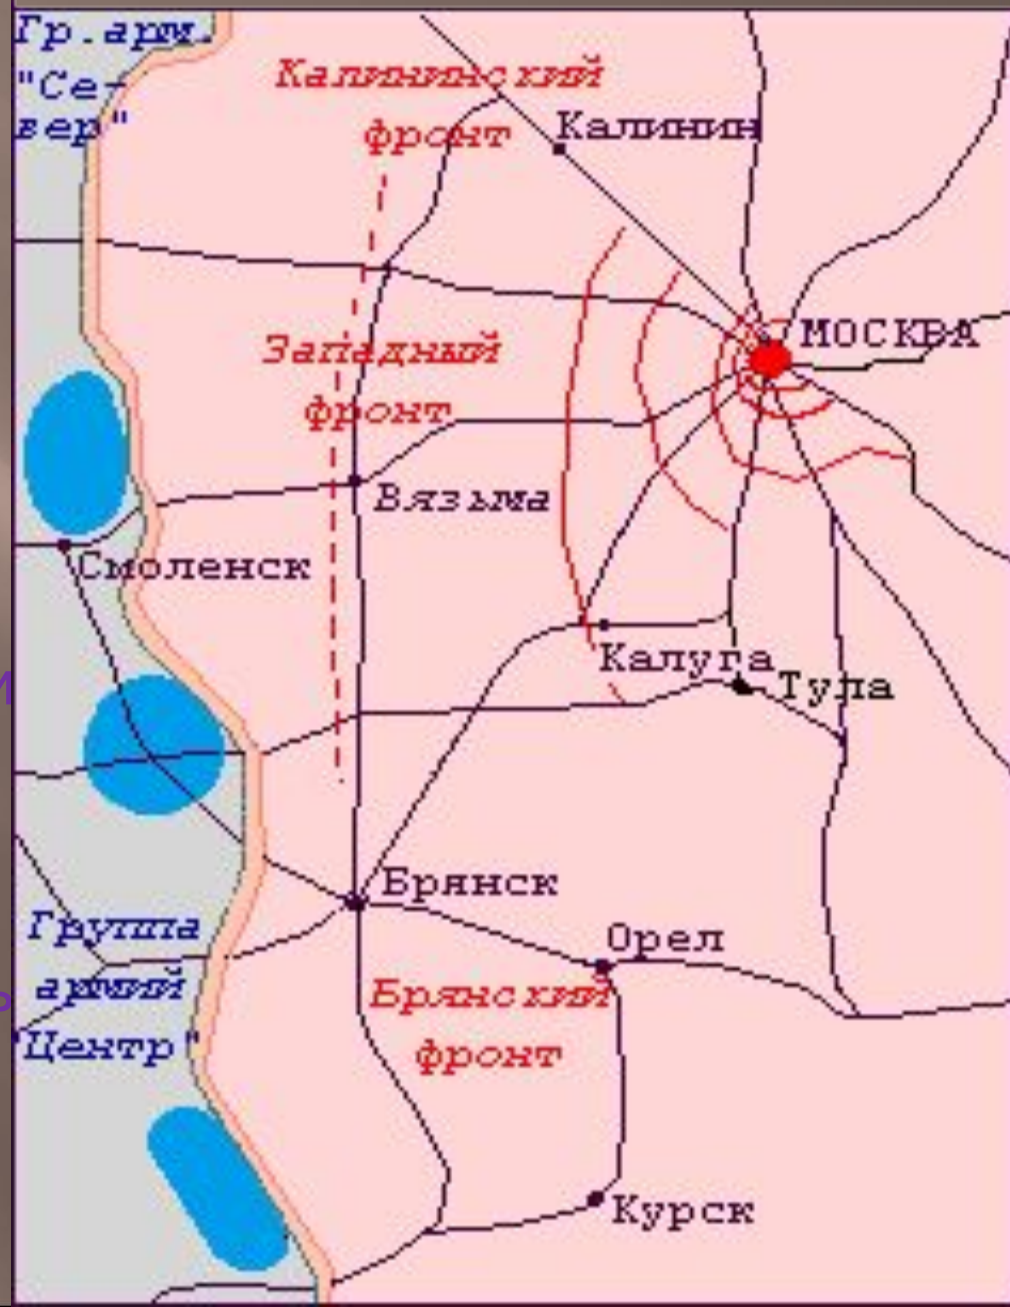 Гр.арм.
"Се-
вер"
Калининский
фронт
Калинин
МОСКВА
Западный
фронт
Вязьма
Смоленск
Калуга
Тула
Брянск
Группа
армий
"Центр"
Орел
Брянский
фронт
Курск